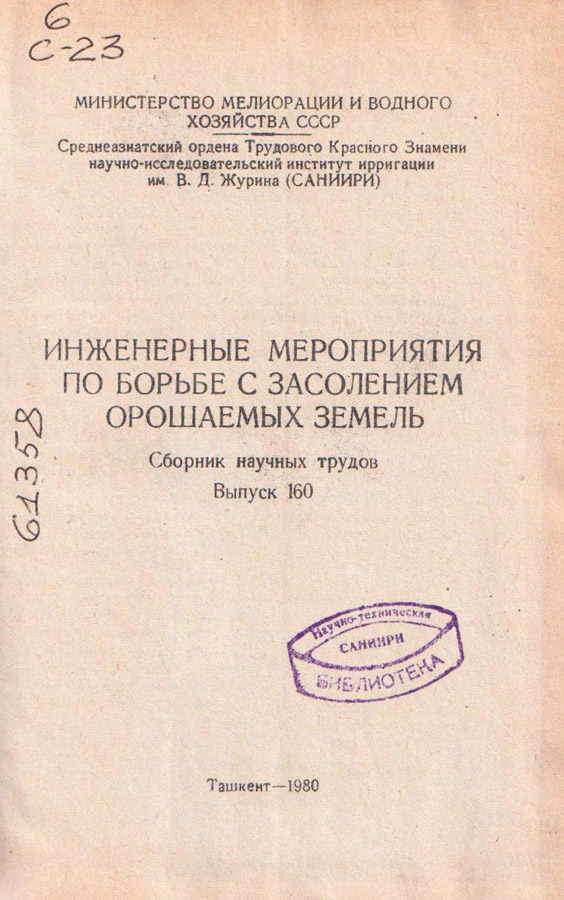 6
С-23
МИНИСТЕРСТВО МЕЛИОРАЦИИ И ВОДНОГО
ХОЗЯЙСТВА СССР
Среднеазиатский ордена Трудового Красного Знамени
научно-исследовательский институт ирригации
им. В. Д. Журина (САНИИРИ)
ИНЖЕНЕРНЫЕ МЕРОПРИЯТИЯ
ПО БОРЬБЕ С ЗАСОЛЕНИЕМ
ОРОШАЕМЫХ ЗЕМЕЛЬ
61358
Сборник научных трудов
Выпуск 160
Научно-техническая
САНИИРИ
БИБЛИОТЕКА
Ташкент—1980